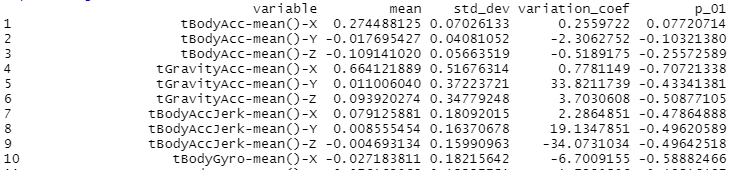 variable mean std_dev variation_coef p_01
1 tBodyAcc-mean()-X 0.274488125 0.07026133 0.2559722 0.07720714
2 tBodyAcc-mean()-Y -0.017695427 0.04081052 -2.3062752 -0.10321380
3 tBodyAcc-mean()-Z -0.109141020 0.05663519 -0.5189175 -0.25572589
4 tGravityAcc-mean()-X 0.664121889 0.51676314 0.7781149 -0.70721338
5 tGravityAcc-mean()-Y 0.011006040 0.37223721 33.8211739 -0.43341381
6 tGravityAcc-mean()-Z 0.093920274 0.34779248 3.7030608 -0.50877105
7 tBodyAccJerk-mean()-X 0.079125881 0.18092015 2.2864851 -0.47864888
8 tBodyAccJerk-mean()-Y 0.008555454 0.16370678 19.1347851 -0.49620589
9 tBodyAccJerk-mean()-Z -0.004693134 0.15990963 -34.0731034 -0.49642518
10 tBodyGyro-mean()-X -0.027183811 0.18215642 -6.7009155 -0.58882466